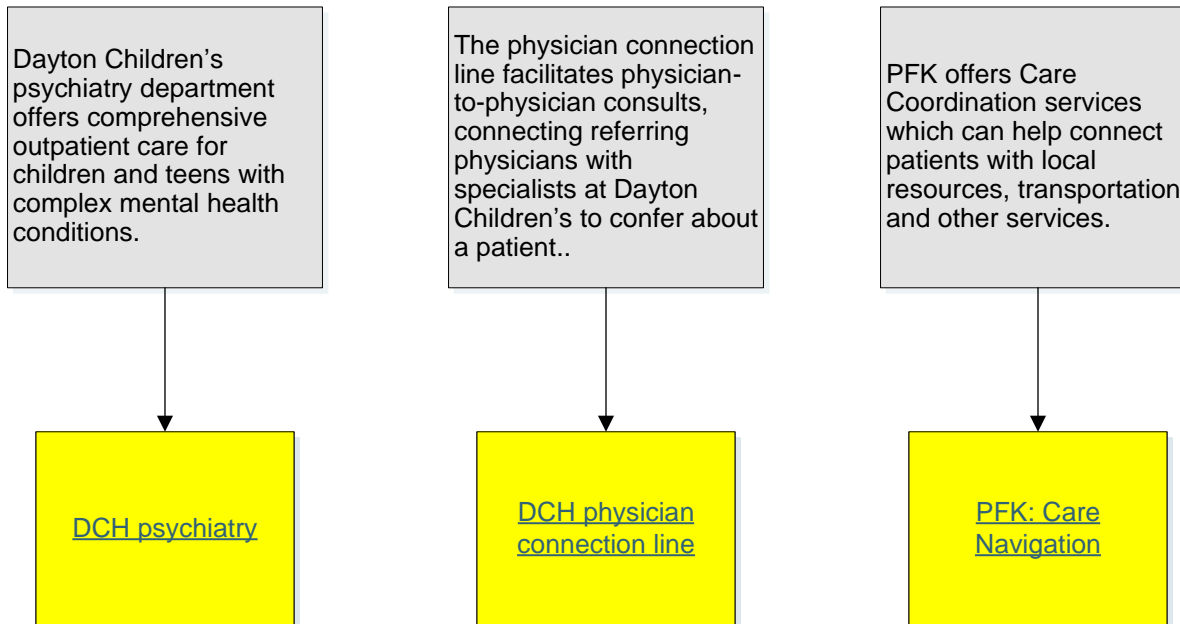 Dayton Children’s
psychiatry department
offers comprehensive
outpatient care for
children and teens with
complex mental health
conditions.
The physician connection
line facilitates physician-
to-physician consults,
connecting referring
physicians with
specialists at Dayton
Children’s to confer about
a patient..
PFK offers Care
Coordination services
which can help connect
patients with local
resources, transportation
and other services.
DCH psychiatry
DCH physician
connection line
PFK: Care
Navigation